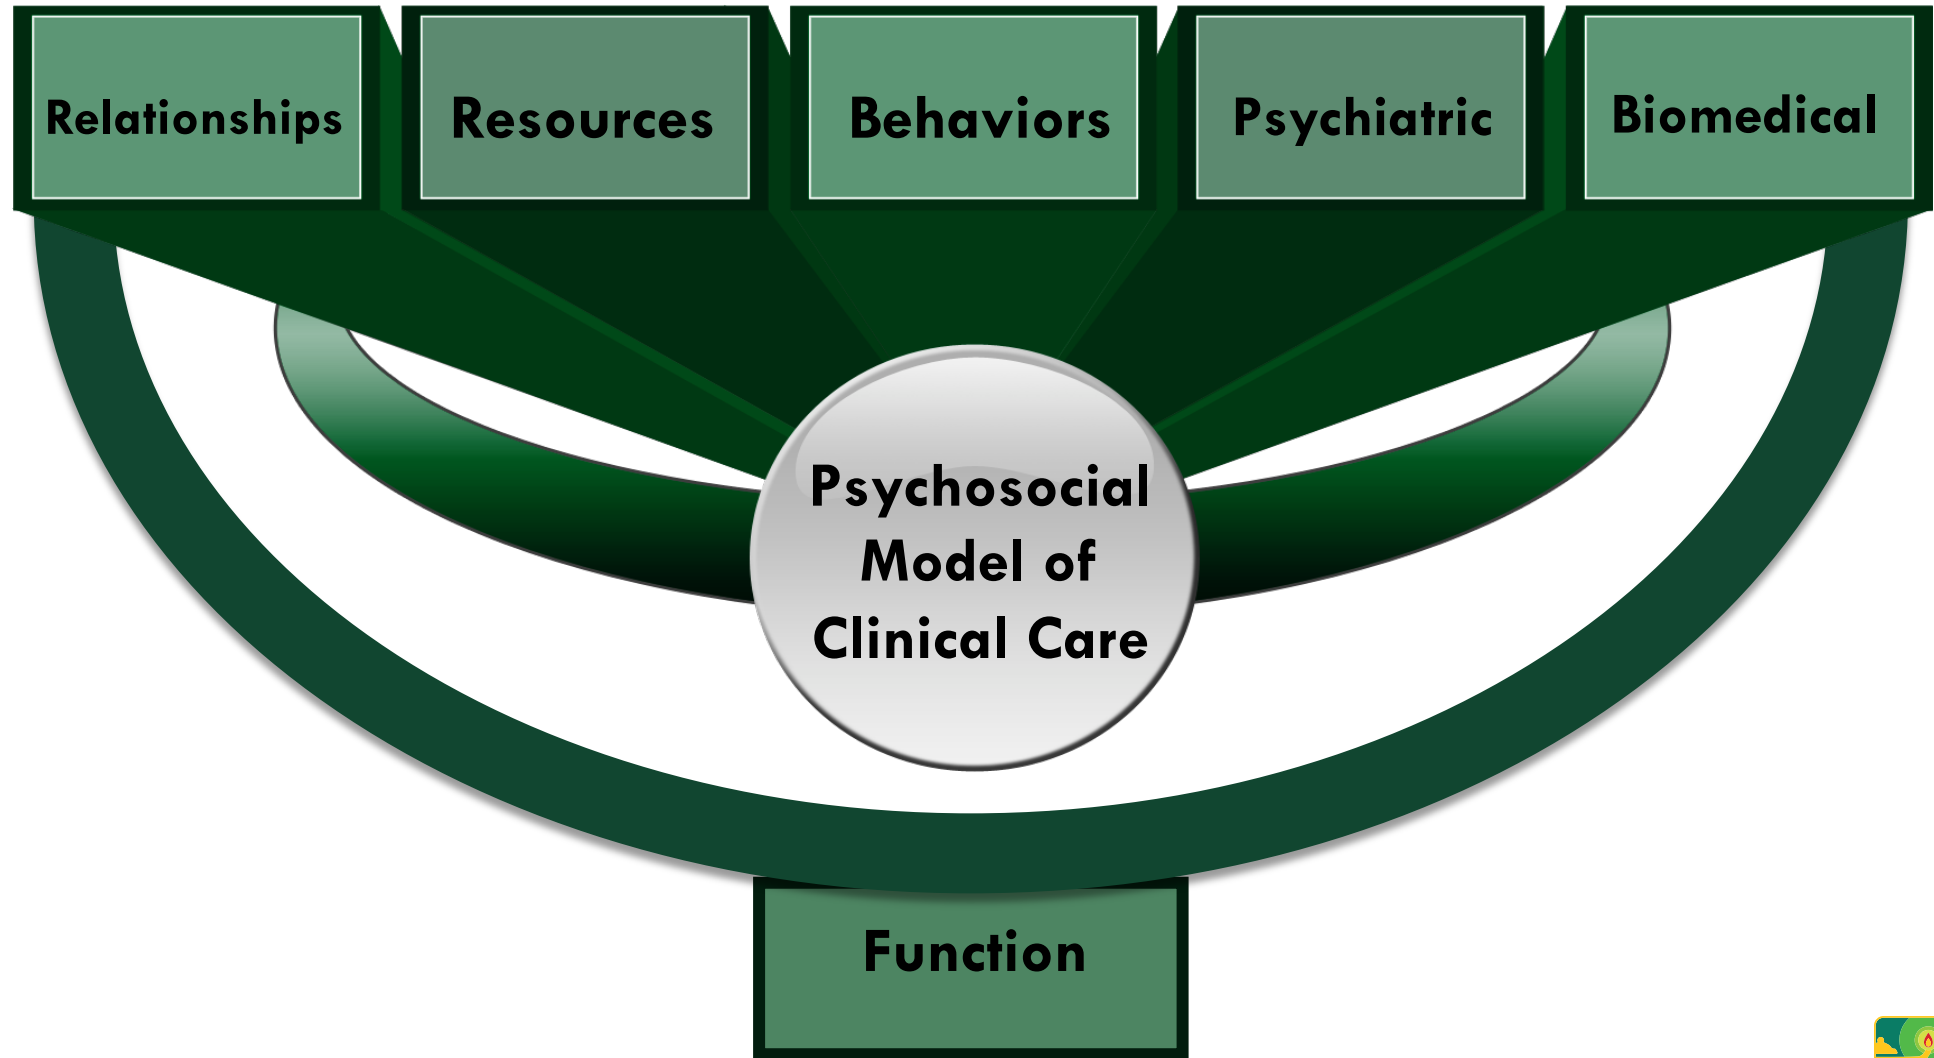 Relationships
Resources
Behaviors
Psychiatric
Biomedical
Psychosocial
Model of
Clinical Care
Function